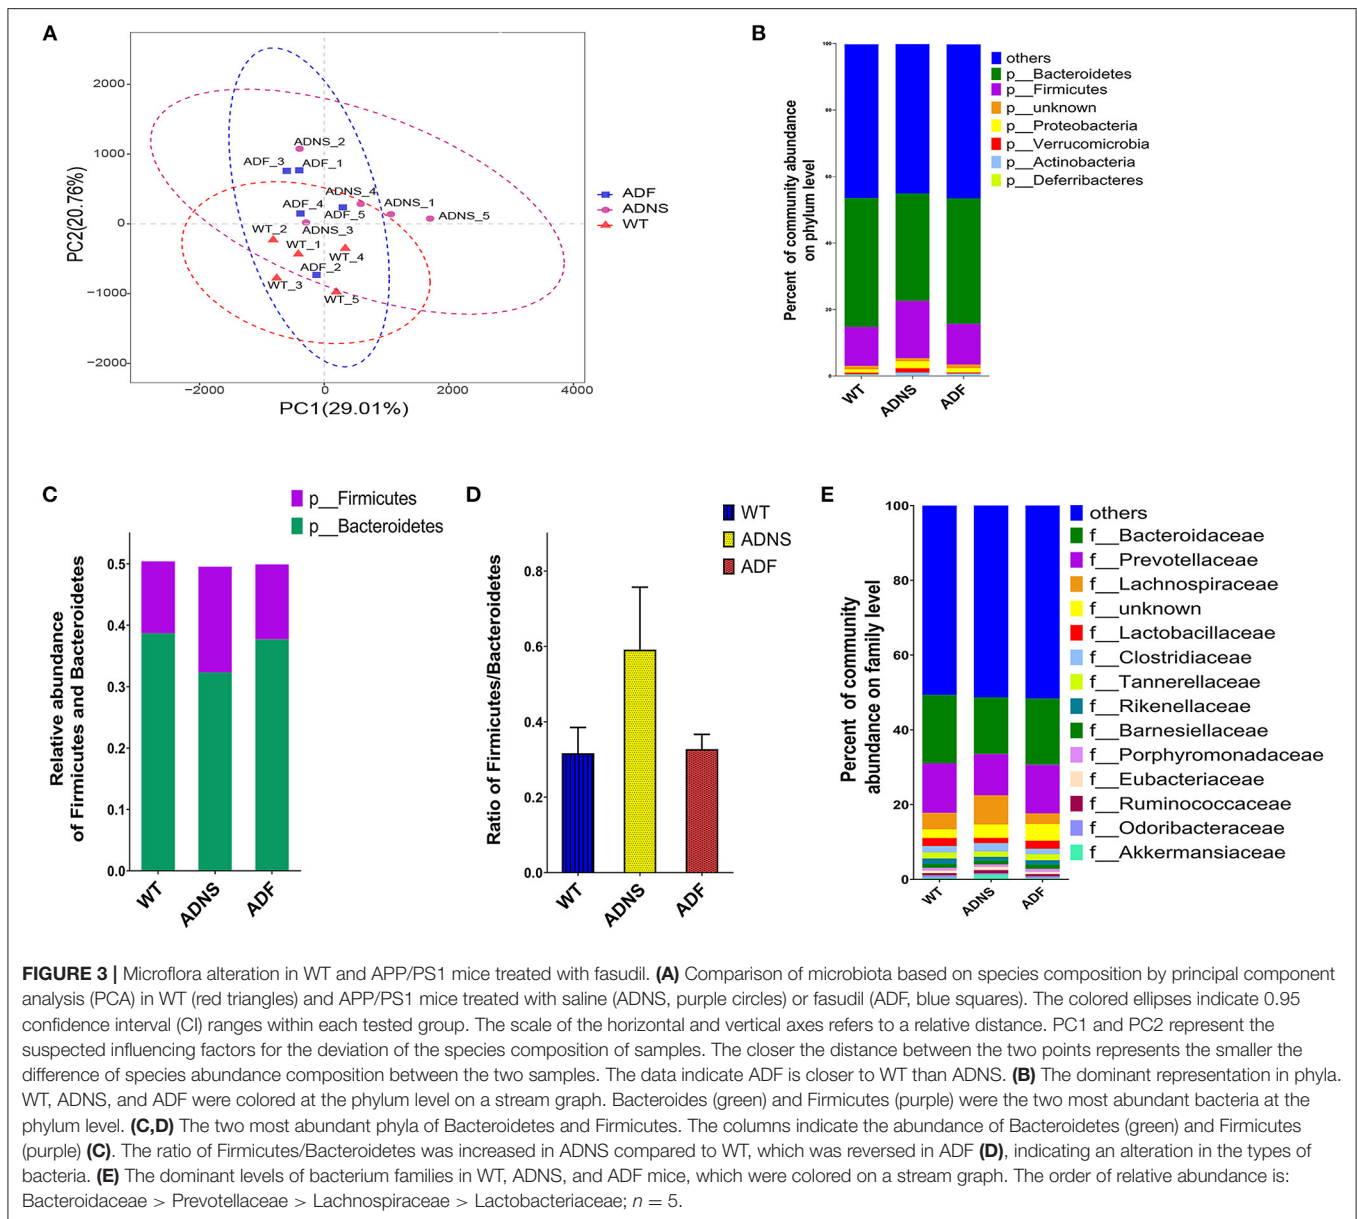 A
2000
1000
0
−1000
−2000
−2000
0
2000
4000
PC2(20.76%)
PC1(29.01%)
ADNS_2
ADF_3
ADF_1
ADNS_4
ADF_4
ADNS_1
ADF_5
ADNS_5
WT_2
ADNS_3
WT_1
WT_4
ADF_2
WT_3
WT_5
ADF
ADNS
WT
B
Percent of community abundance
on phylum level
100
80
60
40
20
0
WT
ADNS
ADF
others
p__Bacteroidetes
p__Firmicutes
p__unknown
p__Proteobacteria
p__Verrucomicrobia
p__Actinobacteria
p__Deferribacteres
C
p__Firmicutes
p__Bacteroidetes
Relative abundance
of Firmicutes and Bacteroidetes
0.5
0.4
0.3
0.2
0.1
0.0
WT
ADNS
ADF
D
WT
ADNS
ADF
Ratio of Firmicutes/Bacteroidetes
0.8
0.6
0.4
0.2
0.0
WT
ADNS
ADF
E
Percent of community
abundance on family level
100
80
60
40
20
0
WT
ADNS
ADF
others
f__Bacteroidaceae
f__Prevotellaceae
f__Lachnospiraceae
f__unknown
f__Lactobacillaceae
f__Clostridiaceae
f__Tannerellaceae
f__Rikenellaceae
f__Barnesiellaceae
f__Porphyromonadaceae
f__Eubacteriaceae
f__Ruminococcaceae
f__Odoribacteraceae
f__Akkermansiaceae
FIGURE 3 | Microflora alteration in WT and APP/PS1 mice treated with fasudil. (A) Comparison of microbiota based on species composition by principal component
analysis (PCA) in WT (red triangles) and APP/PS1 mice treated with saline (ADNS, purple circles) or fasudil (ADF, blue squares). The colored ellipses indicate 0.95
confidence interval (CI) ranges within each tested group. The scale of the horizontal and vertical axes refers to a relative distance. PC1 and PC2 represent the
suspected influencing factors for the deviation of the species composition of samples. The closer the distance between the two points represents the smaller the
difference of species abundance composition between the two samples. The data indicate ADF is closer to WT than ADNS. (B) The dominant representation in phyla.
WT, ADNS, and ADF were colored at the phylum level on a stream graph. Bacteroides (green) and Firmicutes (purple) were the two most abundant bacteria at the
phylum level. (C,D) The two most abundant phyla of Bacteroidetes and Firmicutes. The columns indicate the abundance of Bacteroidetes (green) and Firmicutes
(purple) (C). The ratio of Firmicutes/Bacteroidetes was increased in ADNS compared to WT, which was reversed in ADF (D), indicating an alteration in the types of
bacteria. (E) The dominant levels of bacterium families in WT, ADNS, and ADF mice, which were colored on a stream graph. The order of relative abundance is:
Bacteroidaceae > Prevotellaceae > Lachnospiraceae > Lactobacteriaceae; n = 5.